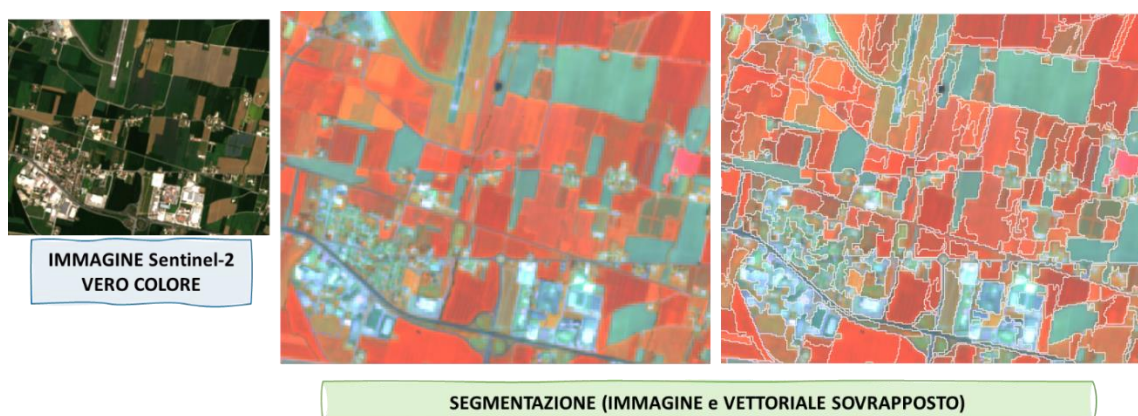 IMMAGINE Sentinel-2
VERO COLORE
SEGMENTAZIONE (IMMAGINE e VETTORIALE SOVRAPPOSTO)